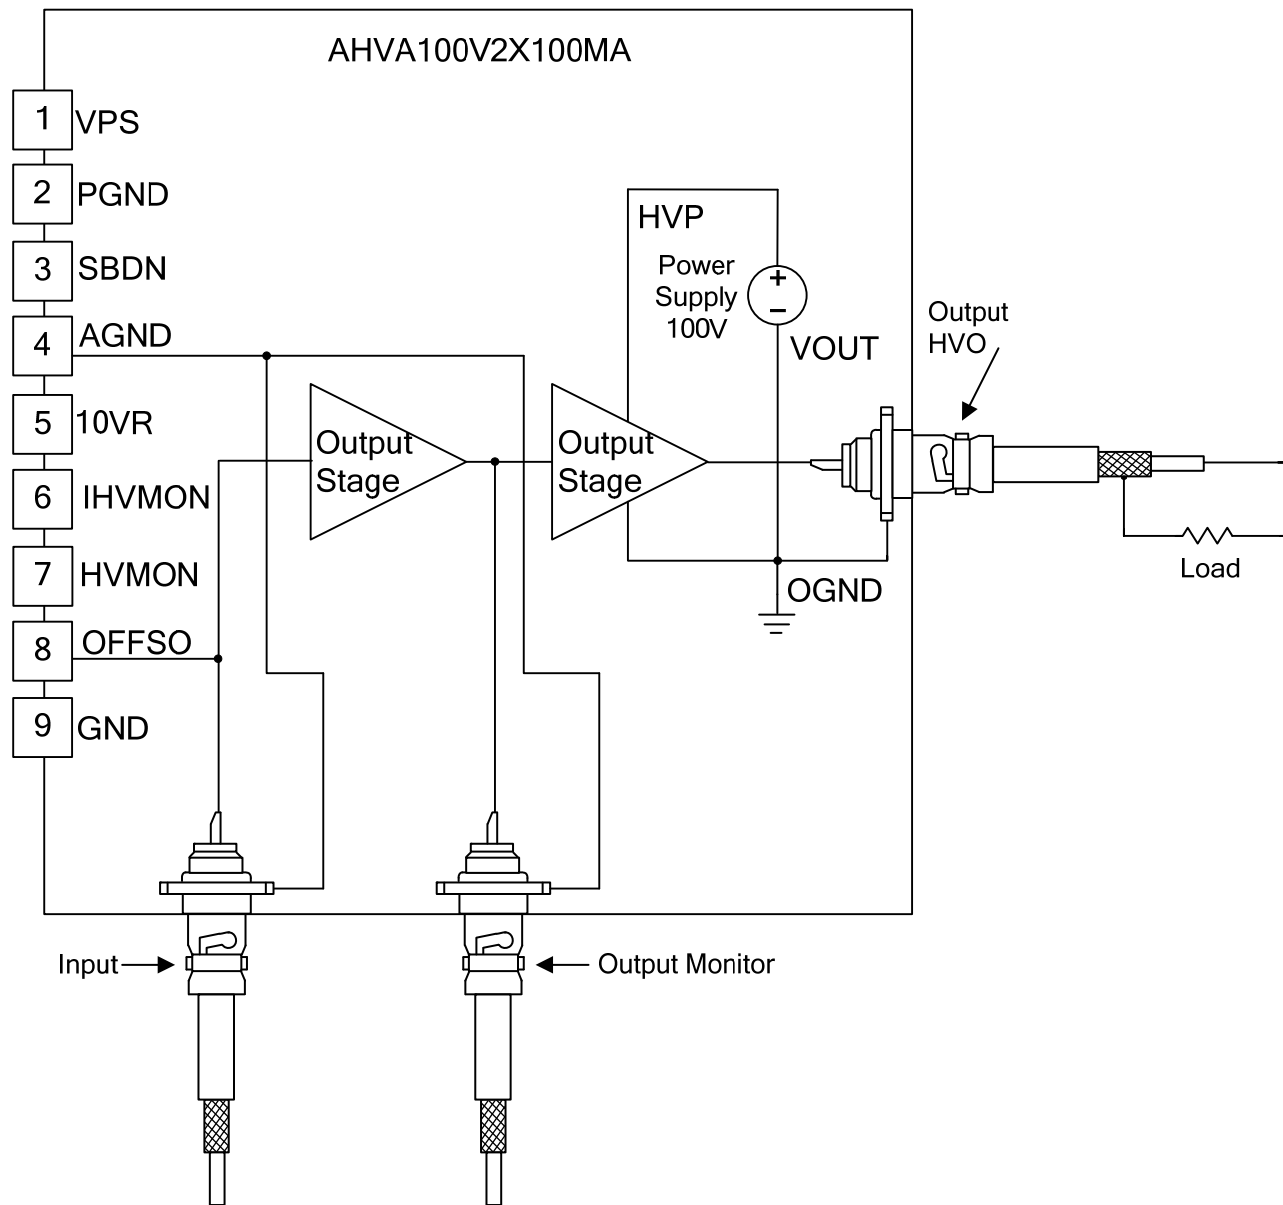 AHVA100V2X100MA
1 VPS
2 PGND
3 SBDN
4 AGND
5 10VR
6 IHVMON
7 HVMON
8 OFFSO
9 GND
HVP
Power
Supply
100V
+
−
VOUT
Output
HVO
Output
Stage
Output
Stage
OGND
Load
Input
Output Monitor